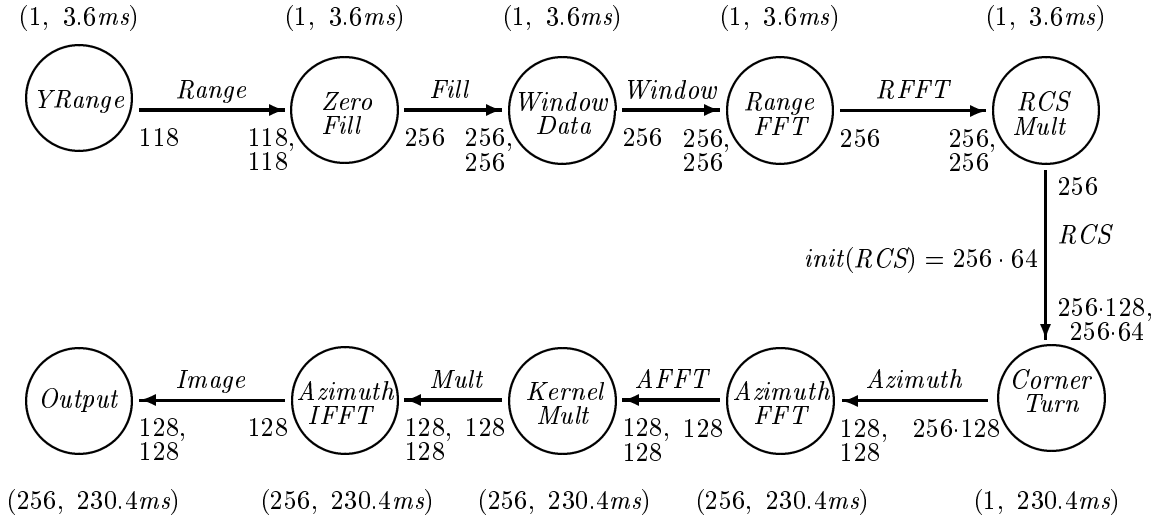 (1, 3.6ms) (1, 3.6ms) (1, 3.6ms) (1, 3.6ms) (1, 3.6ms)
YRange
Range
118
118,
118
Zero
Fill
Fill
256
256,
256
Window
Data
Window
256
256,
256
Range
FFT
RFFT
256
256,
256
RCS
Mult
256
RCS
init(RCS) = 256 · 64
256·128,
256·64
Corner
Turn
Azimuth
256·128
128,
128
Azimuth
FFT
AFFT
128
128,
128
Kernel
Mult
Mult
128
128,
128
Azimuth
IFFT
Image
128
128,
128
Output
(256, 230.4ms) (256, 230.4ms) (256, 230.4ms) (256, 230.4ms) (1, 230.4ms)